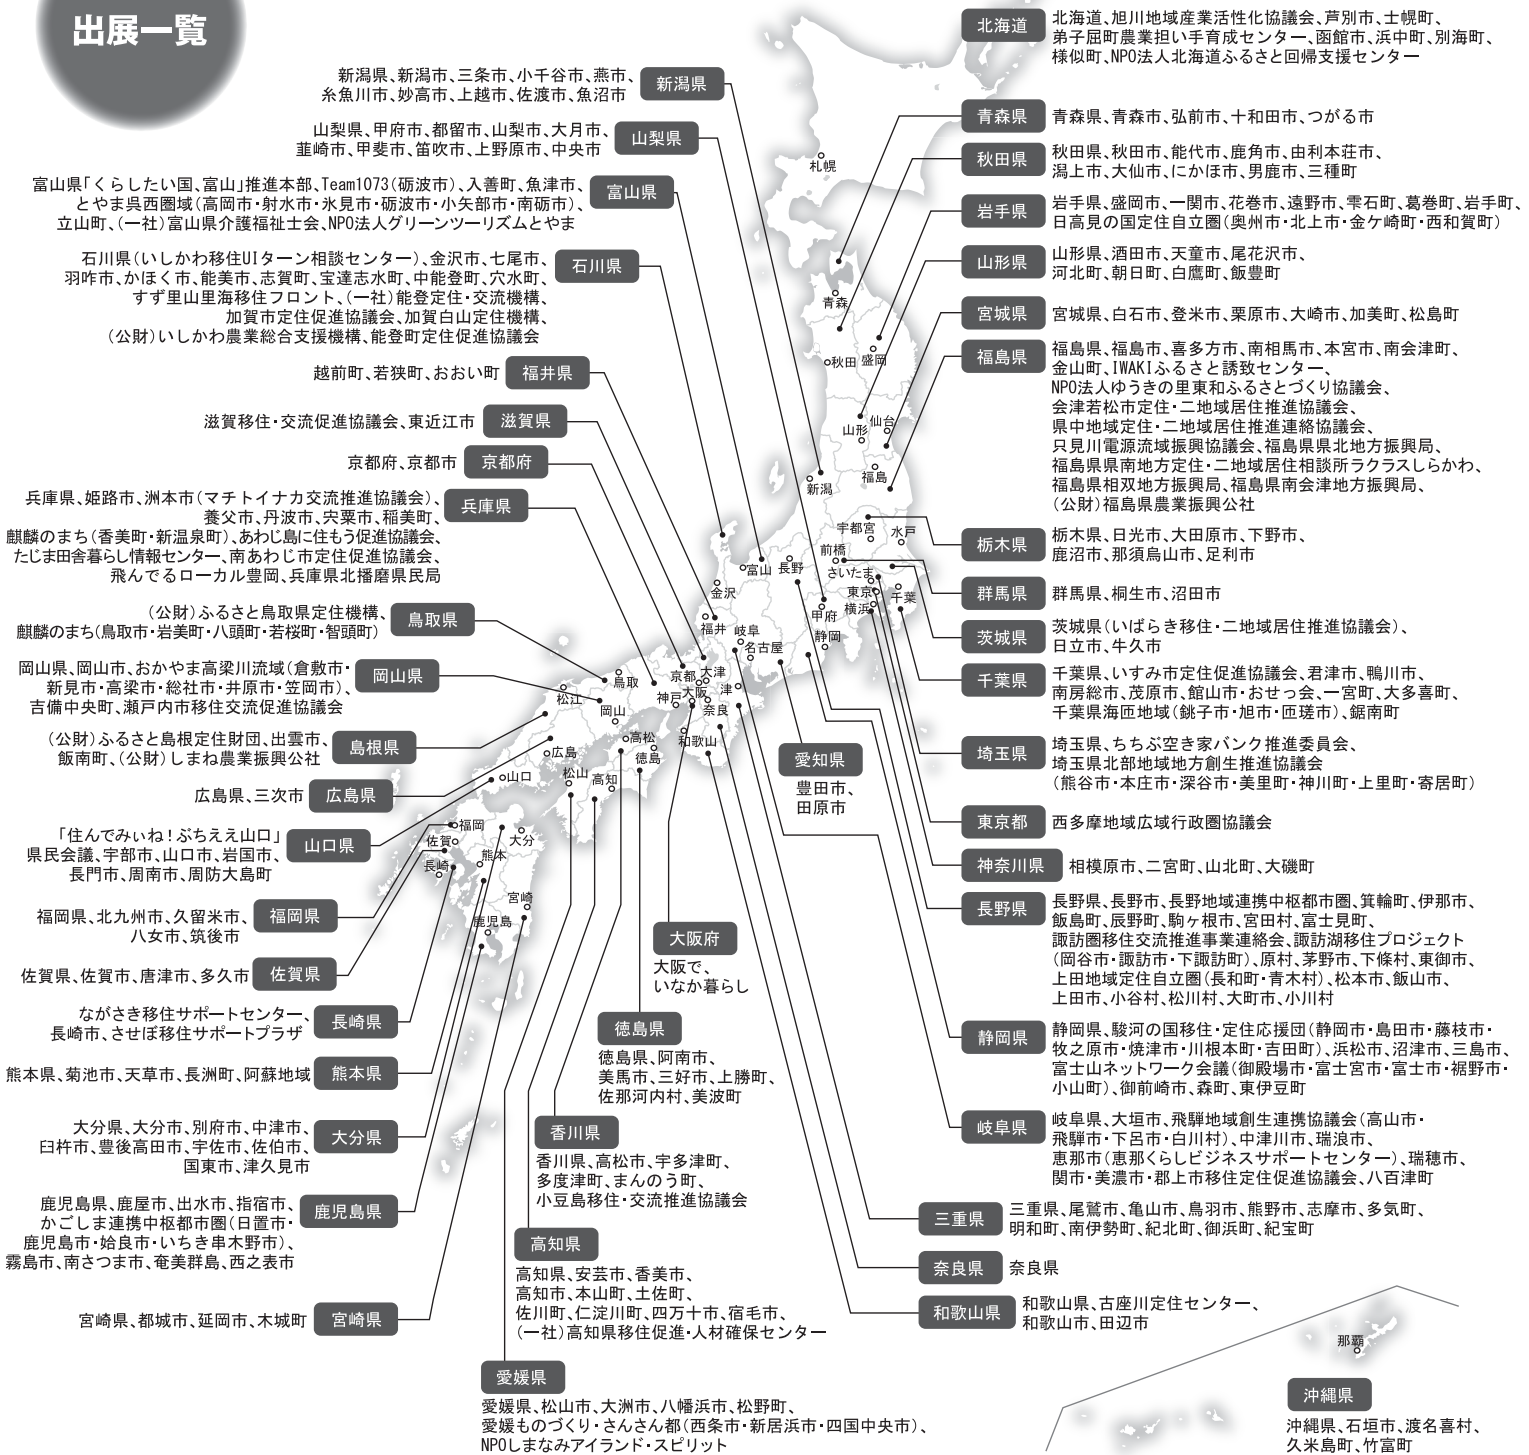 出展一覧
新潟県
新潟県、新潟市、三条市、小千谷市、燕市、
糸魚川市、妙高市、上越市、佐渡市、魚沼市
山梨県
山梨県、甲府市、都留市、山梨市、大月市、
韮崎市、甲斐市、笛吹市、上野原市、中央市
富山県
富山県「くらしたい国、富山」推進本部、Team1073(砺波市)、入善町、魚津市、
とやま呉西圏域(高岡市・射水市・氷見市・砺波市・小矢部市・南砺市)、
立山町、(一社)富山県介護福祉士会、NPO法人グリーンツーリズムとやま
石川県
石川県(いしかわ移住UIターン相談センター)、金沢市、七尾市、
羽咋市、かほく市、能美市、志賀町、宝達志水町、中能登町、穴水町、
すず里山里海移住フロント、(一社)能登定住・交流機構、
加賀市定住促進協議会、加賀白山定住機構、
(公財)いしかわ農業総合支援機構、能登町定住促進協議会
福井県
越前町、若狭町、おおい町
滋賀県
滋賀移住・交流促進協議会、東近江市
京都府
京都府、京都市
兵庫県
兵庫県、姫路市、洲本市(マチトイナカ交流推進協議会)、
養父市、丹波市、宍粟市、稲美町、
麒麟のまち(香美町・新温泉町)、あわじ島に住もう促進協議会、
たじま田舎暮らし情報センター、南あわじ市定住促進協議会、
飛んでるローカル豊岡、兵庫県北播磨県民局
鳥取県
(公財)ふるさと鳥取県定住機構、
麒麟のまち(鳥取市・岩美町・八頭町・若桜町・智頭町)
岡山県
岡山県、岡山市、おかやま高梁川流域(倉敷市・
新見市・高梁市・総社市・井原市・笠岡市)、
吉備中央町、瀬戸内市移住交流促進協議会
島根県
(公財)ふるさと島根定住財団、出雲市、
飯南町、(公財)しまね農業振興公社
広島県
広島県、三次市
山口県
「住んでみぃね!ぶちええ山口」
県民会議、宇部市、山口市、岩国市、
長門市、周南市、周防大島町
福岡県
福岡県、北九州市、久留米市、
八女市、筑後市
佐賀県
佐賀県、佐賀市、唐津市、多久市
長崎県
ながさき移住サポートセンター、
長崎市、させぼ移住サポートプラザ
熊本県
熊本県、菊池市、天草市、長洲町、阿蘇地域
大分県
大分県、大分市、別府市、中津市、
臼杵市、豊後高田市、宇佐市、佐伯市、
国東市、津久見市
鹿児島県
鹿児島県、鹿屋市、出水市、指宿市、
かごしま連携中枢都市圏(日置市・
鹿児島市・姶良市・いちき串木野市)、
霧島市、南さつま市、奄美群島、西之表市
宮崎県
宮崎県、都城市、延岡市、木城町
札幌
青森
秋田
盛岡
山形
仙台
福島
新潟
宇都宮
水戸
前橋
さいたま
東京
千葉
横浜
富山
長野
金沢
甲府
静岡
福井
岐阜
名古屋
京都
大津
大阪
津
神戸
奈良
和歌山
鳥取
松江
岡山
広島
山口
高松
徳島
松山
高知
福岡
佐賀
長崎
大分
熊本
宮崎
鹿児島
愛知県
豊田市、
田原市
大阪府
大阪で、
いなか暮らし
徳島県
徳島県、阿南市、
美馬市、三好市、上勝町、
佐那河内村、美波町
香川県
香川県、高松市、宇多津町、
多度津町、まんのう町、
小豆島移住・交流推進協議会
高知県
高知県、安芸市、香美市、
高知市、本山町、土佐町、
佐川町、仁淀川町、四万十市、宿毛市、
(一社)高知県移住促進・人材確保センター
愛媛県
愛媛県、松山市、大洲市、八幡浜市、松野町、
愛媛ものづくり・さんさん都(西条市・新居浜市・四国中央市)、
NPOしまなみアイランド・スピリット
北海道
北海道、旭川地域産業活性化協議会、芦別市、士幌町、
弟子屈町農業担い手育成センター、函館市、浜中町、別海町、
様似町、NPO法人北海道ふるさと回帰支援センター
青森県
青森県、青森市、弘前市、十和田市、つがる市
秋田県
秋田県、秋田市、能代市、鹿角市、由利本荘市、
潟上市、大仙市、にかほ市、男鹿市、三種町
岩手県
岩手県、盛岡市、一関市、花巻市、遠野市、雫石町、葛巻町、岩手町、
日高見の国定住自立圏(奥州市・北上市・金ケ崎町・西和賀町)
山形県
山形県、酒田市、天童市、尾花沢市、
河北町、朝日町、白鷹町、飯豊町
宮城県
宮城県、白石市、登米市、栗原市、大崎市、加美町、松島町
福島県
福島県、福島市、喜多方市、南相馬市、本宮市、南会津町、
金山町、IWAKIふるさと誘致センター、
NPO法人ゆうきの里東和ふるさとづくり協議会、
会津若松市定住・二地域居住推進協議会、
県中地域定住・二地域居住推進連絡協議会、
只見川電源流域振興協議会、福島県県北地方振興局、
福島県県南地方定住・二地域居住相談所ラクラスしらかわ、
福島県相双地方振興局、福島県南会津地方振興局、
(公財)福島県農業振興公社
栃木県
栃木県、日光市、大田原市、下野市、
鹿沼市、那須烏山市、足利市
群馬県
群馬県、桐生市、沼田市
茨城県
茨城県(いばらき移住・二地域居住推進協議会)、
日立市、牛久市
千葉県
千葉県、いすみ市定住促進協議会、君津市、鴨川市、
南房総市、茂原市、館山市・おせっ会、一宮町、大多喜町、
千葉県海匝地域(銚子市・旭市・匝瑳市)、鋸南町
埼玉県
埼玉県、ちちぶ空き家バンク推進委員会、
埼玉県北部地域地方創生推進協議会
(熊谷市・本庄市・深谷市・美里町・神川町・上里町・寄居町)
東京都
西多摩地域広域行政圏協議会
神奈川県
相模原市、二宮町、山北町、大磯町
長野県
長野県、長野市、長野地域連携中枢都市圏、箕輪町、伊那市、
飯島町、辰野町、駒ヶ根市、宮田村、富士見町、
諏訪圏移住交流推進事業連絡会、諏訪湖移住プロジェクト
(岡谷市・諏訪市・下諏訪町)、原村、茅野市、下條村、東御市、
上田地域定住自立圏(長和町・青木村)、松本市、飯山市、
上田市、小谷村、松川村、大町市、小川村
静岡県
静岡県、駿河の国移住・定住応援団(静岡市・島田市・藤枝市・
牧之原市・焼津市・川根本町・吉田町)、浜松市、沼津市、三島市、
富士山ネットワーク会議(御殿場市・富士宮市・富士市・裾野市・
小山町)、御前崎市、森町、東伊豆町
岐阜県
岐阜県、大垣市、飛騨地域創生連携協議会(高山市・
飛騨市・下呂市・白川村)、中津川市、瑞浪市、
恵那市(恵那くらしビジネスサポートセンター)、瑞穂市、
関市・美濃市・郡上市移住定住促進協議会、八百津町
三重県
三重県、尾鷲市、亀山市、鳥羽市、熊野市、志摩市、多気町、
明和町、南伊勢町、紀北町、御浜町、紀宝町
奈良県
奈良県
和歌山県
和歌山県、古座川定住センター、
和歌山市、田辺市
那覇
沖縄県
沖縄県、石垣市、渡名喜村、
久米島町、竹富町